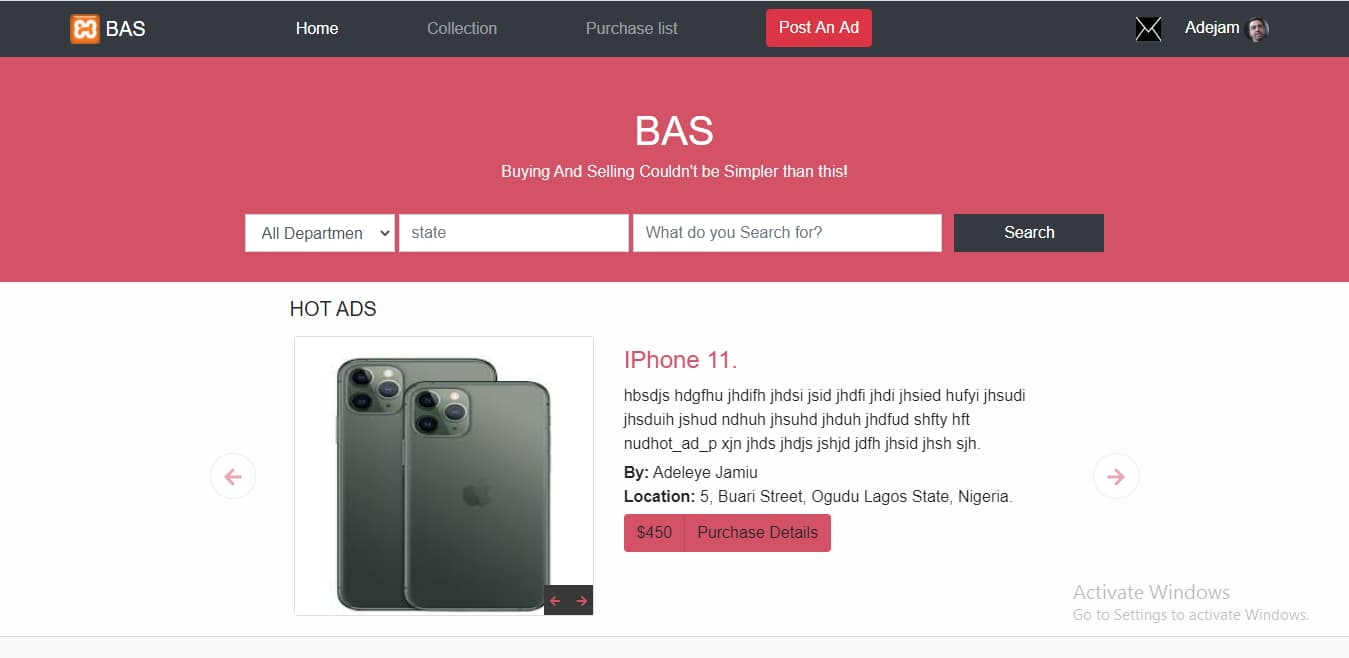 BAS
Home
Collection
Purchase list
Post An Ad
Adejam
BAS
Buying And Selling Couldn't be Simpler than this!
All Departmen
state
What do you Search for?
Search
HOT ADS
IPhone 11.
hbsdjs hdgfhu jhdifh jhdsi jsid jhdfi jhdi jhsied hufyi jhsudi
jhsduih jshud ndhuh jhsuhd jhduh jhdfud shfty hft
nudhot_ad_p xjn jhds jhdjs jshjd jdfh jhsid jhsh sjh.
By: Adeleye Jamiu
Location: 5, Buari Street, Ogudu Lagos State, Nigeria.
$450
Purchase Details
Activate Windows
Go to Settings to activate Windows.